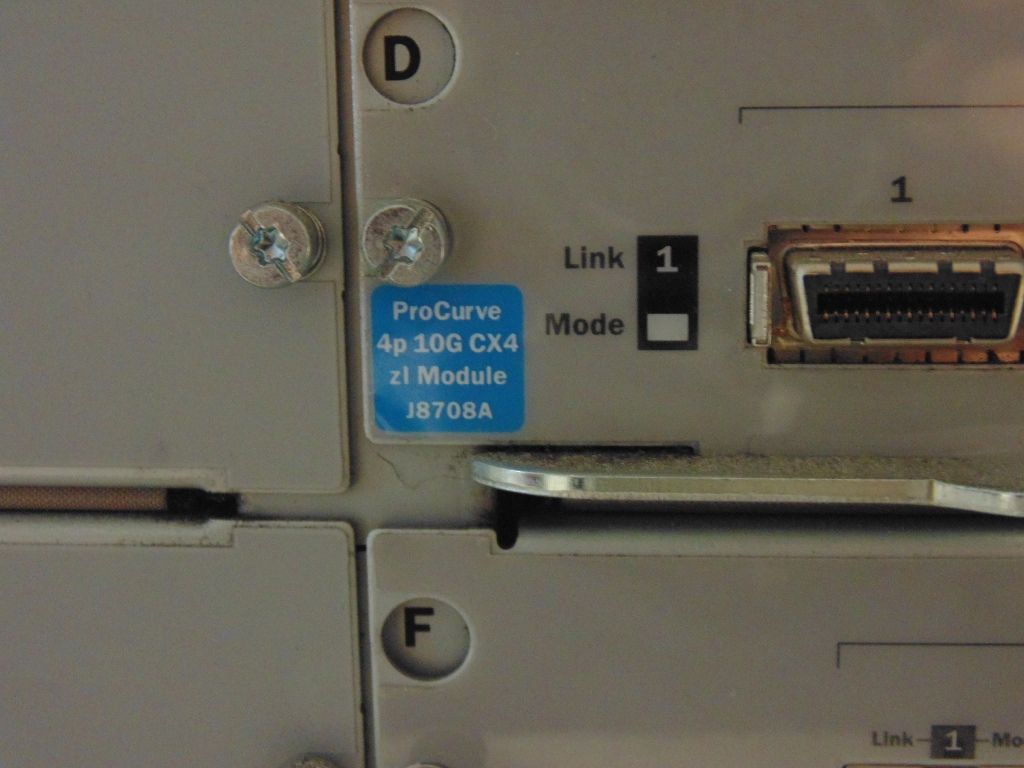 D
1
Link 1
Mode
ProCurve
4p 10G CX4
zl Module
J8708A
F
Link 1